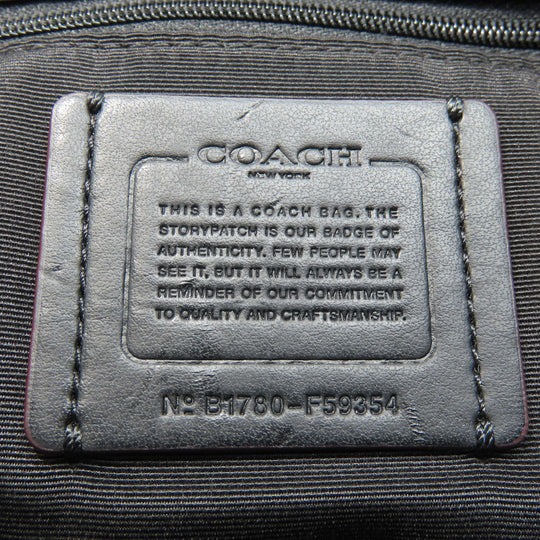 COACH
NEW YORK
THIS IS A COACH BAG. THE
STORYPATCH IS OUR BADGE OF
AUTHENTICITY. FEW PEOPLE MAY
SEE IT, BUT IT WILL ALWAYS BE A
REMINDER OF OUR COMMITMENT
TO QUALITY AND CRAFTSMANSHIP.
Nº B1780-F59354